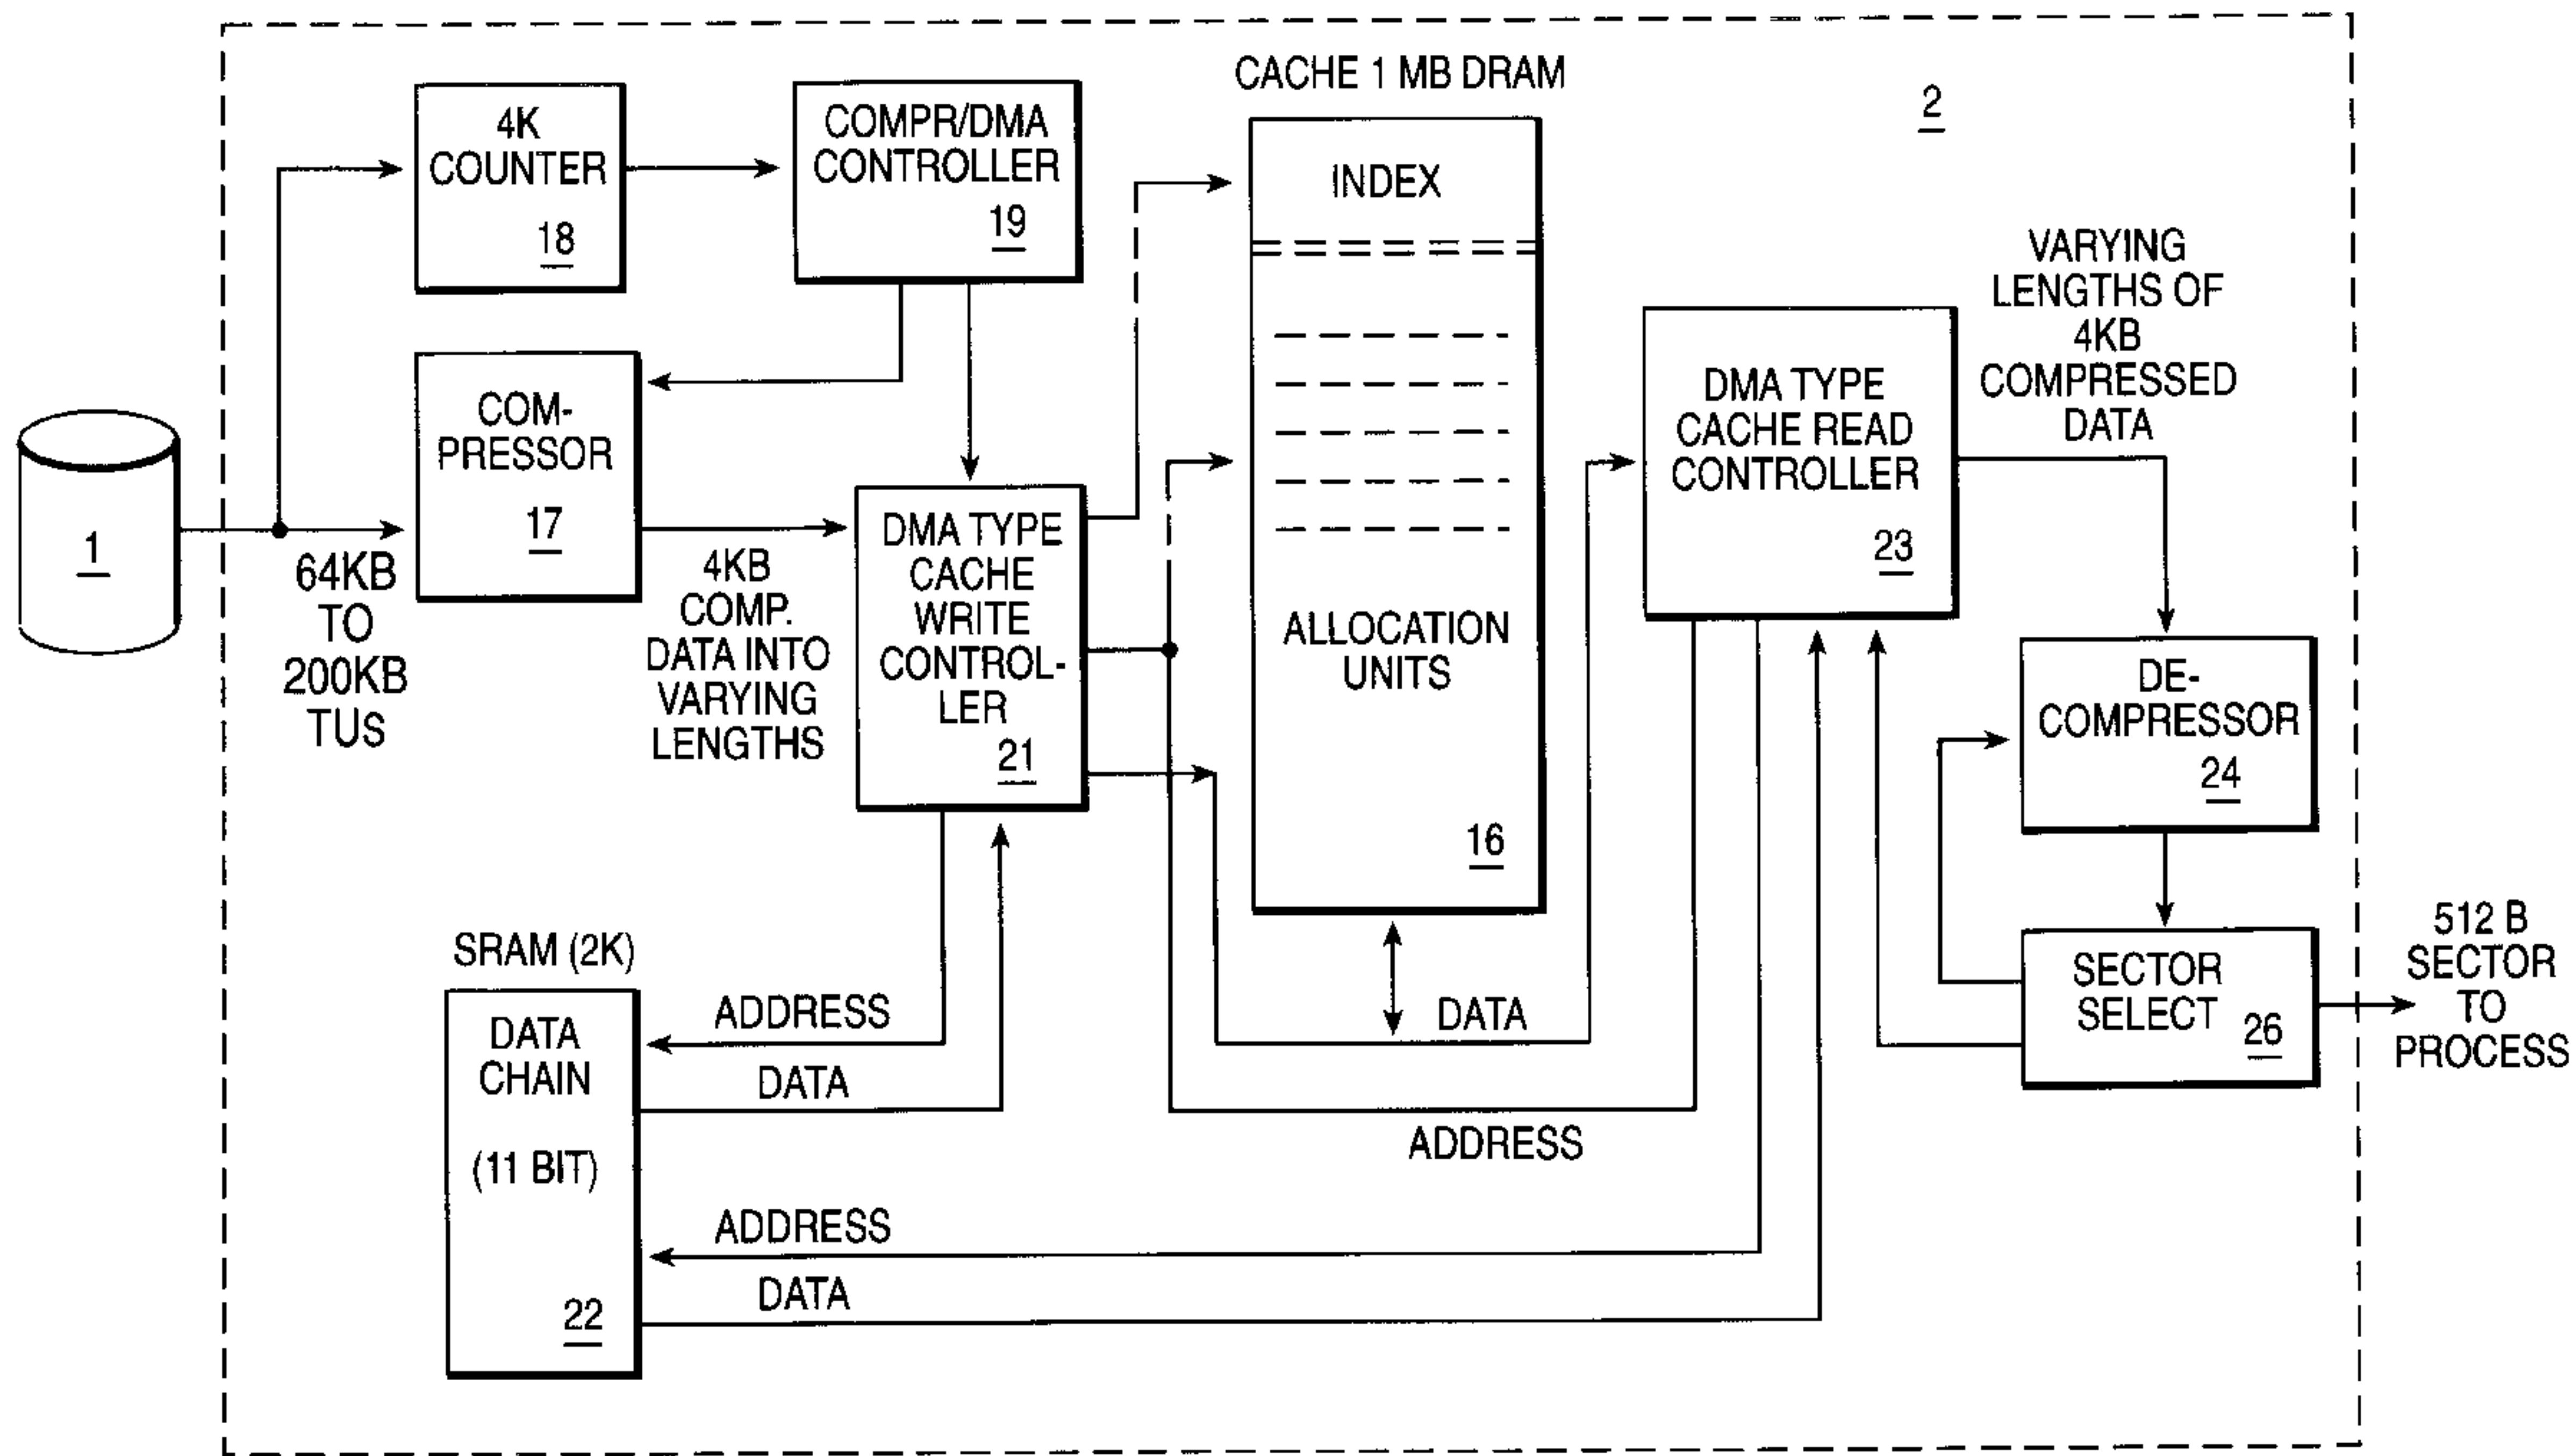 CACHE 1 MB DRAM
2
4K
COUNTER
18
COMPR/DMA
CONTROLLER
19
INDEX
ALLOCATION
UNITS
16
VARYING
LENGTHS OF
4KB
COMPRESSED
DATA
1
64KB
TO
200KB
TUS
COM-
PRESSOR
17
4KB
COMP.
DATA INTO
VARYING
LENGTHS
DMA TYPE
CACHE
WRITE
CONTROL-
LER
21
DMA TYPE
CACHE READ
CONTROLLER
23
DE-
COMPRESSOR
24
SECTOR
SELECT
26
512 B
SECTOR
TO
PROCESS
SRAM (2K)
DATA
CHAIN
(11 BIT)
22
ADDRESS
DATA
DATA
ADDRESS
ADDRESS
DATA